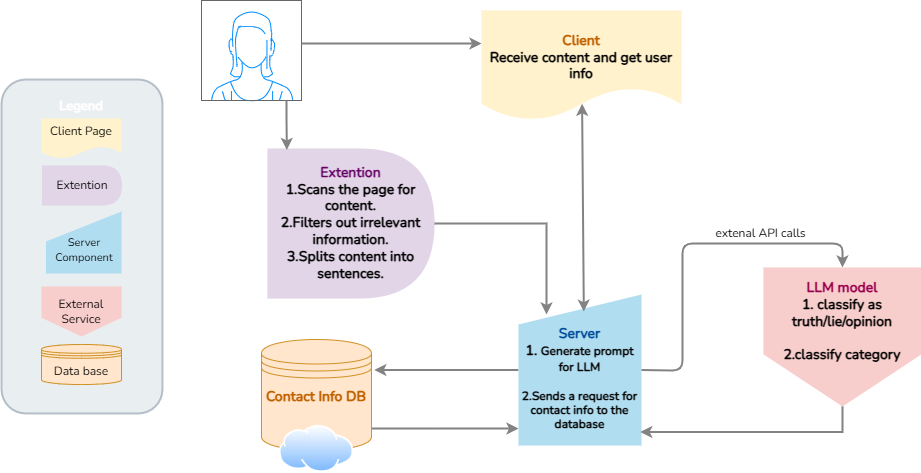 Legend
Client Page
Extention
Server
Component
External
Service
Data base
Client
Receive content and get user
info
Extention
1.Scans the page for
content.
2.Filters out irrelevant
information.
3.Splits content into
sentences.
extenal API calls
LLM model
1. classify as
truth/lie/opinion
2.classify category
Server
1. Generate prompt
for LLM
2.Sends a request for
contact info to the
database
Contact Info DB